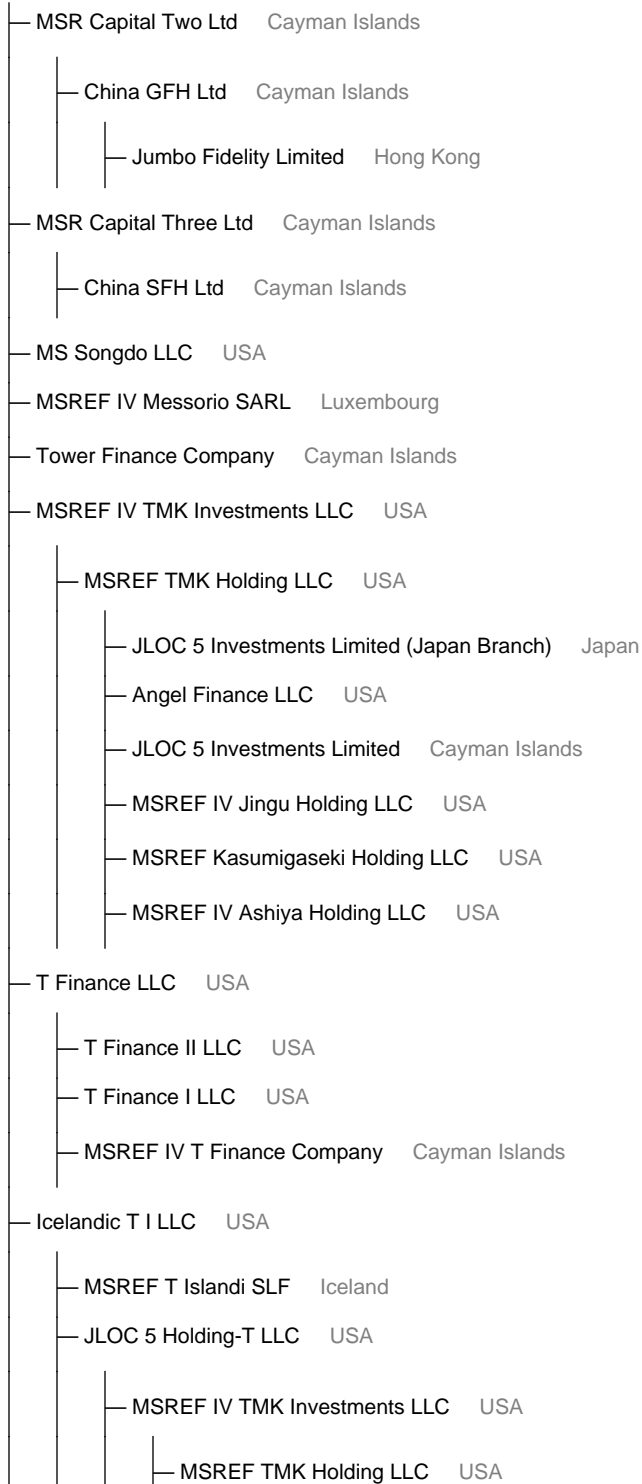 MSR Capital Two Ltd Cayman Islands
China GFH Ltd Cayman Islands
Jumbo Fidelity Limited Hong Kong
MSR Capital Three Ltd Cayman Islands
China SFH Ltd Cayman Islands
MS Songdo LLC USA
MSREF IV Messorio SARL Luxembourg
Tower Finance Company Cayman Islands
MSREF IV TMK Investments LLC USA
MSREF TMK Holding LLC USA
JLOC 5 Investments Limited (Japan Branch) Japan
Angel Finance LLC USA
JLOC 5 Investments Limited Cayman Islands
MSREF IV Jingu Holding LLC USA
MSREF Kasumigaseki Holding LLC USA
MSREF IV Ashiya Holding LLC USA
T Finance LLC USA
T Finance II LLC USA
T Finance I LLC USA
MSREF IV T Finance Company Cayman Islands
Icelandic T I LLC USA
MSREF T Islandi SLF Iceland
JLOC 5 Holding-T LLC USA
MSREF IV TMK Investments LLC USA
MSREF TMK Holding LLC USA